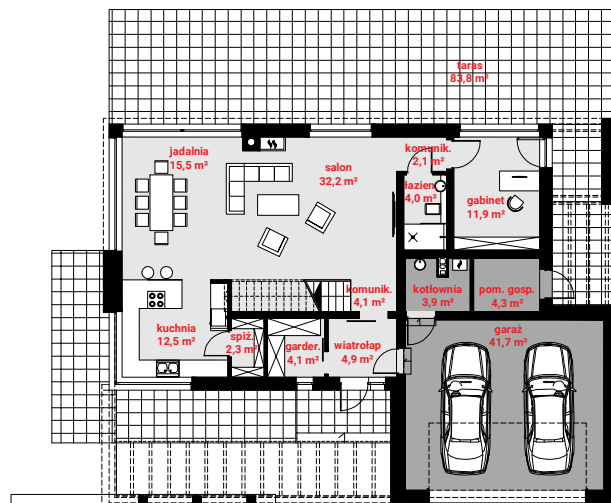 taras
83,8 m²
jadalnia
15,5 m²
salon
32,2 m²
komunik.
2,1 m²
łazien.
4,0 m²
gabinet
11,9 m²
komunik.
4,1 m²
kotłownia
3,9 m²
pom. gosp.
4,3 m²
kuchnia
12,5 m²
spiż.
2,3 m²
garder.
4,1 m²
wiatrołap
4,9 m²
garaż
41,7 m²